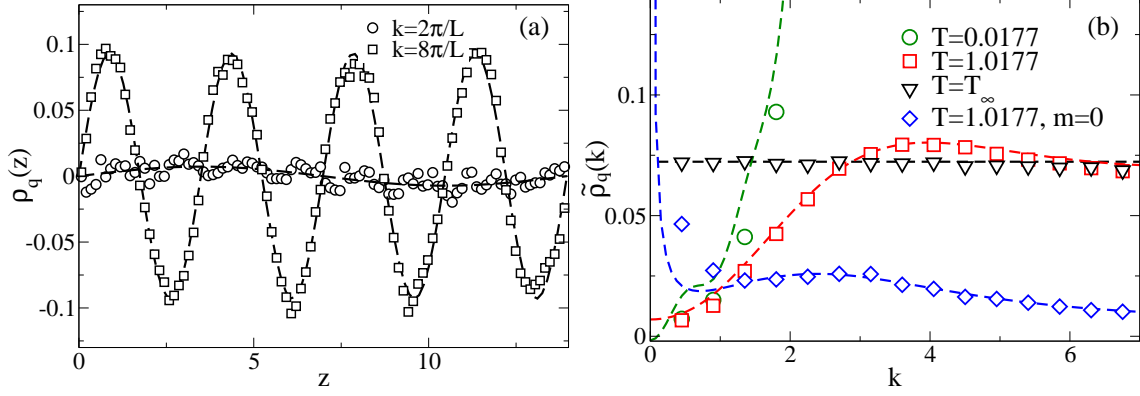 (a)
k=2π/L
k=8π/L
0.1
0.05
0
-0.05
-0.1
ρq(z)
0 5 10
z
(b)
T=0.0177
T=1.0177
T=T∞
T=1.0177, m=0
0.1
0.05
0
ρ̃q(k)
0 2 4 6
k